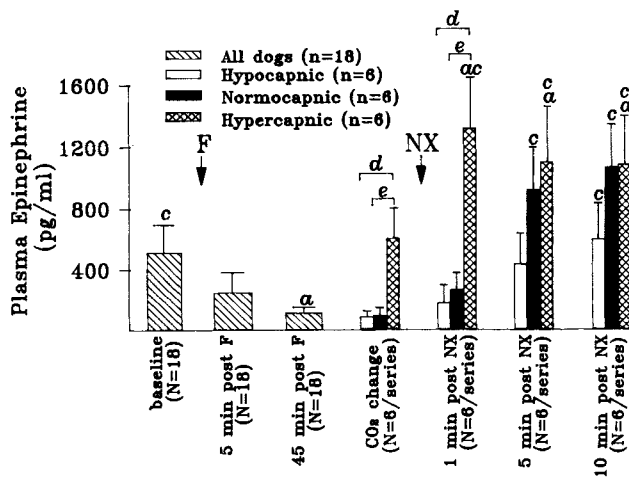 d
e
ac
All dogs (n=18)
Hypocapnic (n=6)
Normocapnic (n=6)
Hypercapnic (n=6)
Plasma Epinephrine
(pg/ml)
1600
1200
800
400
F
NX
c
a
d
e
c
c
a
c
c
c
a
baseline
(N=18)
5 min post F
(N=18)
45 min post F
(N=18)
CO₂ change
(N=6/series)
1 min post NX
(N=6/series)
5 min post NX
(N=6/series)
10 min post NX
(N=6/series)